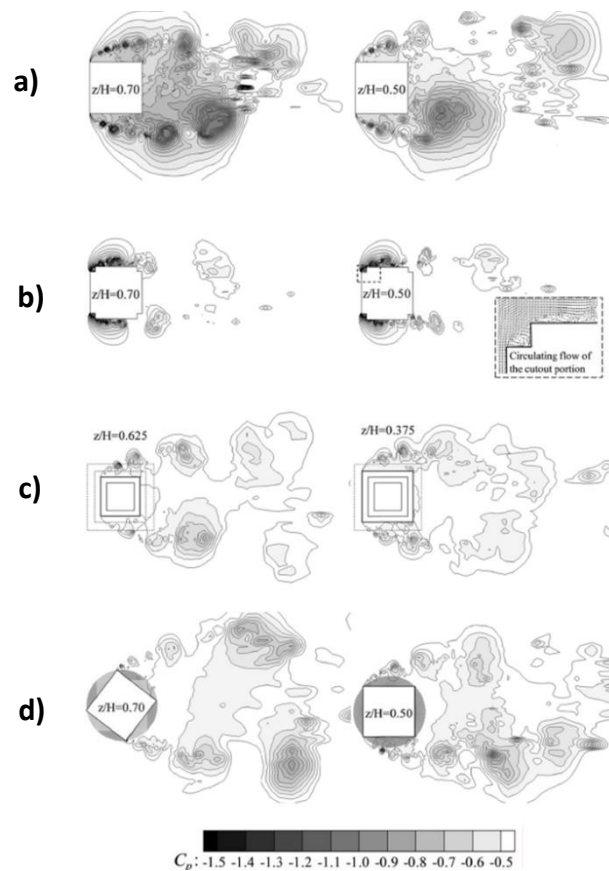 a)
z/H=0.70
z/H=0.50
b)
z/H=0.70
z/H=0.50
Circulating flow of
the cutout portion
c)
z/H=0.625
z/H=0.375
d)
z/H=0.70
z/H=0.50
Cp: -1.5 -1.4 -1.3 -1.2 -1.1 -1.0 -0.9 -0.8 -0.7 -0.6 -0.5